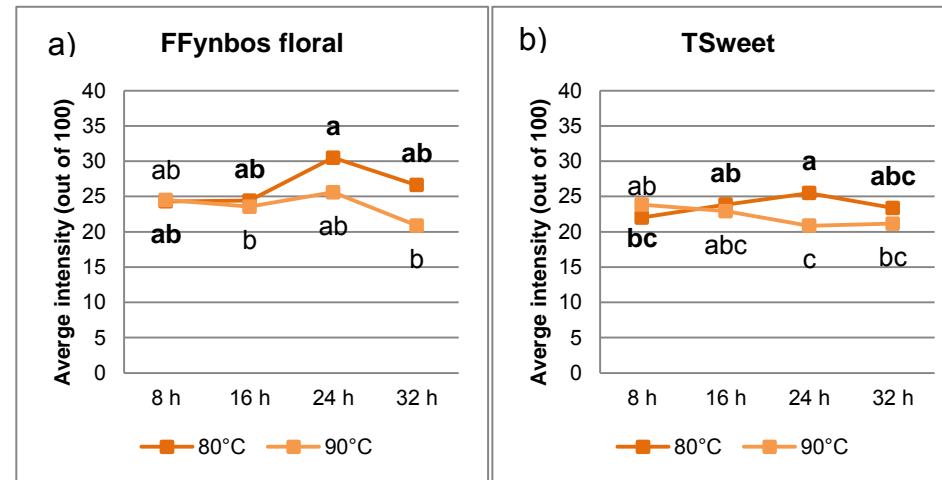 a)
FFynbos floral
Averge intensity (out of 100)
40
35
30
25
20
15
10
5
0
ab
ab
a
ab
ab
b
ab
b
8 h
16 h
24 h
32 h
80°C
90°C
b)
TSweet
Averge intensity (out of 100)
40
35
30
25
20
15
10
5
0
ab
ab
a
abc
bc
abc
c
bc
8 h
16 h
24 h
32 h
80°C
90°C